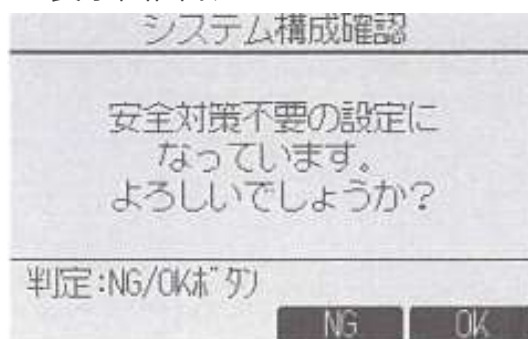 システム構成確認
安全対策不要の設定に
なっています。
よろしいでしょうか?
判定:NG/OKボタン
NG OK